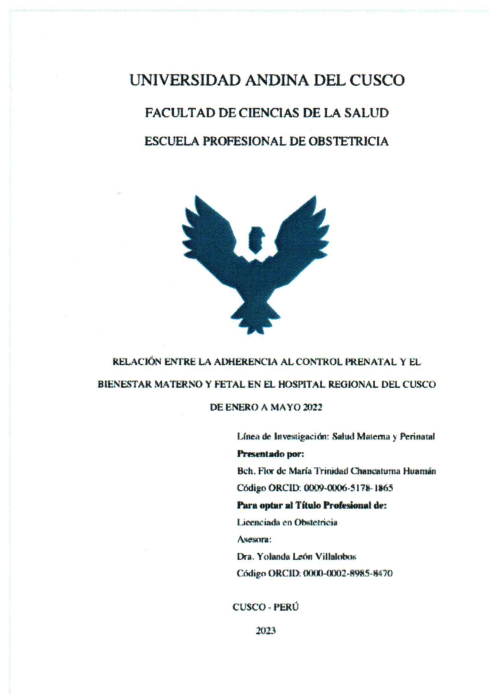 UNIVERSIDAD ANDINA DEL CUSCO
FACULTAD DE CIENCIAS DE LA SALUD
ESCUELA PROFESIONAL DE OBSTETRICIA
RELACIÓN ENTRE LA ADHERENCIA AL CONTROL PRENATAL Y EL
BIENESTAR MATERNO Y FETAL EN EL HOSPITAL REGIONAL DEL CUSCO
DE ENERO A MAYO 2022
Línea de Investigación: Salud Materna y Perinatal
Presentado por:
Bch. Flor de María Trinidad Chancatuma Huamán
Código ORCID: 0009-0006-5178-1865
Para optar al Título Profesional de:
Licenciada en Obstetricia
Asesora:
Dra. Yolanda León Villalobos
Código ORCID: 0000-0002-8985-8470
CUSCO - PERÚ
2023